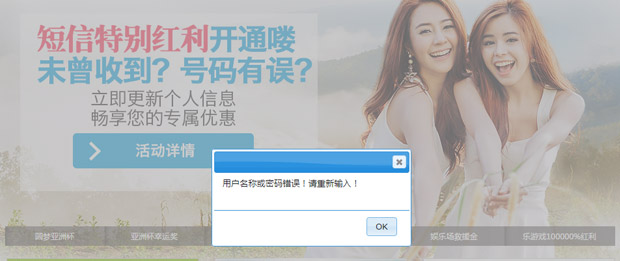 短信特别红利开通喽
未曾收到？号码有误？
立即更新个人信息
畅享您的专属优惠
活动详情
用户名称或密码错误！请重新输入！
OK
圆梦亚洲杯
亚洲杯幸运奖
娱乐场救援金
乐游戏100000%红利